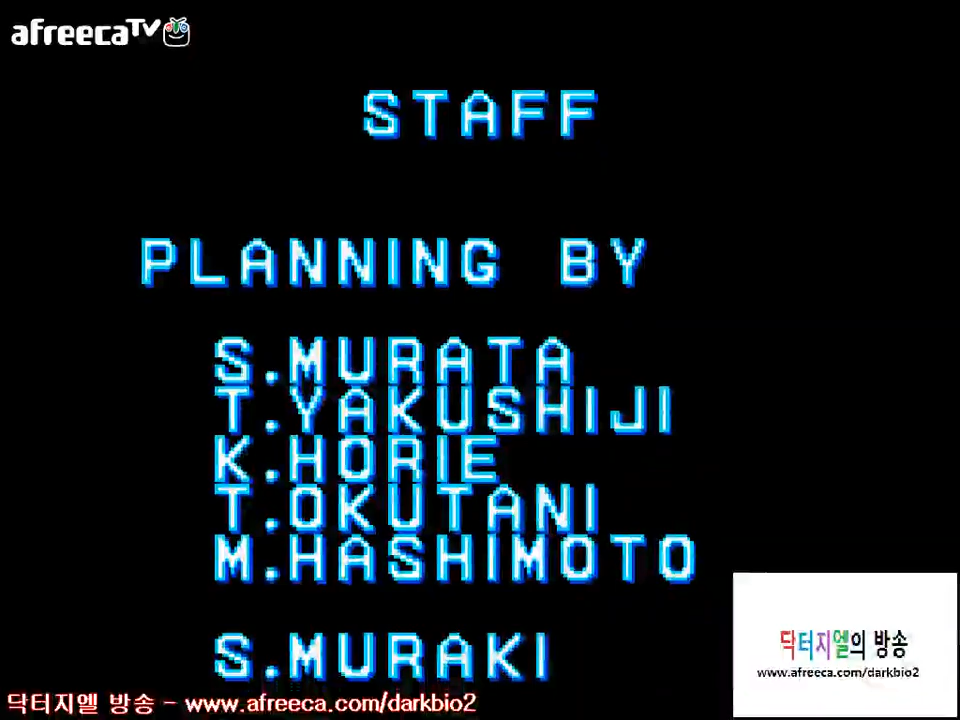 afreecaTV
STAFF
PLANNING BY
S.MURATA
T.YAKUSHIJI
K.HORIE
T.OKUTANI
M.HASHIMOTO
S.MURAKI
닥터지엘의 방송
www.afreeca.com/darkbio2
닥터지엘 방송 - www.afreeca.com/darkbio2